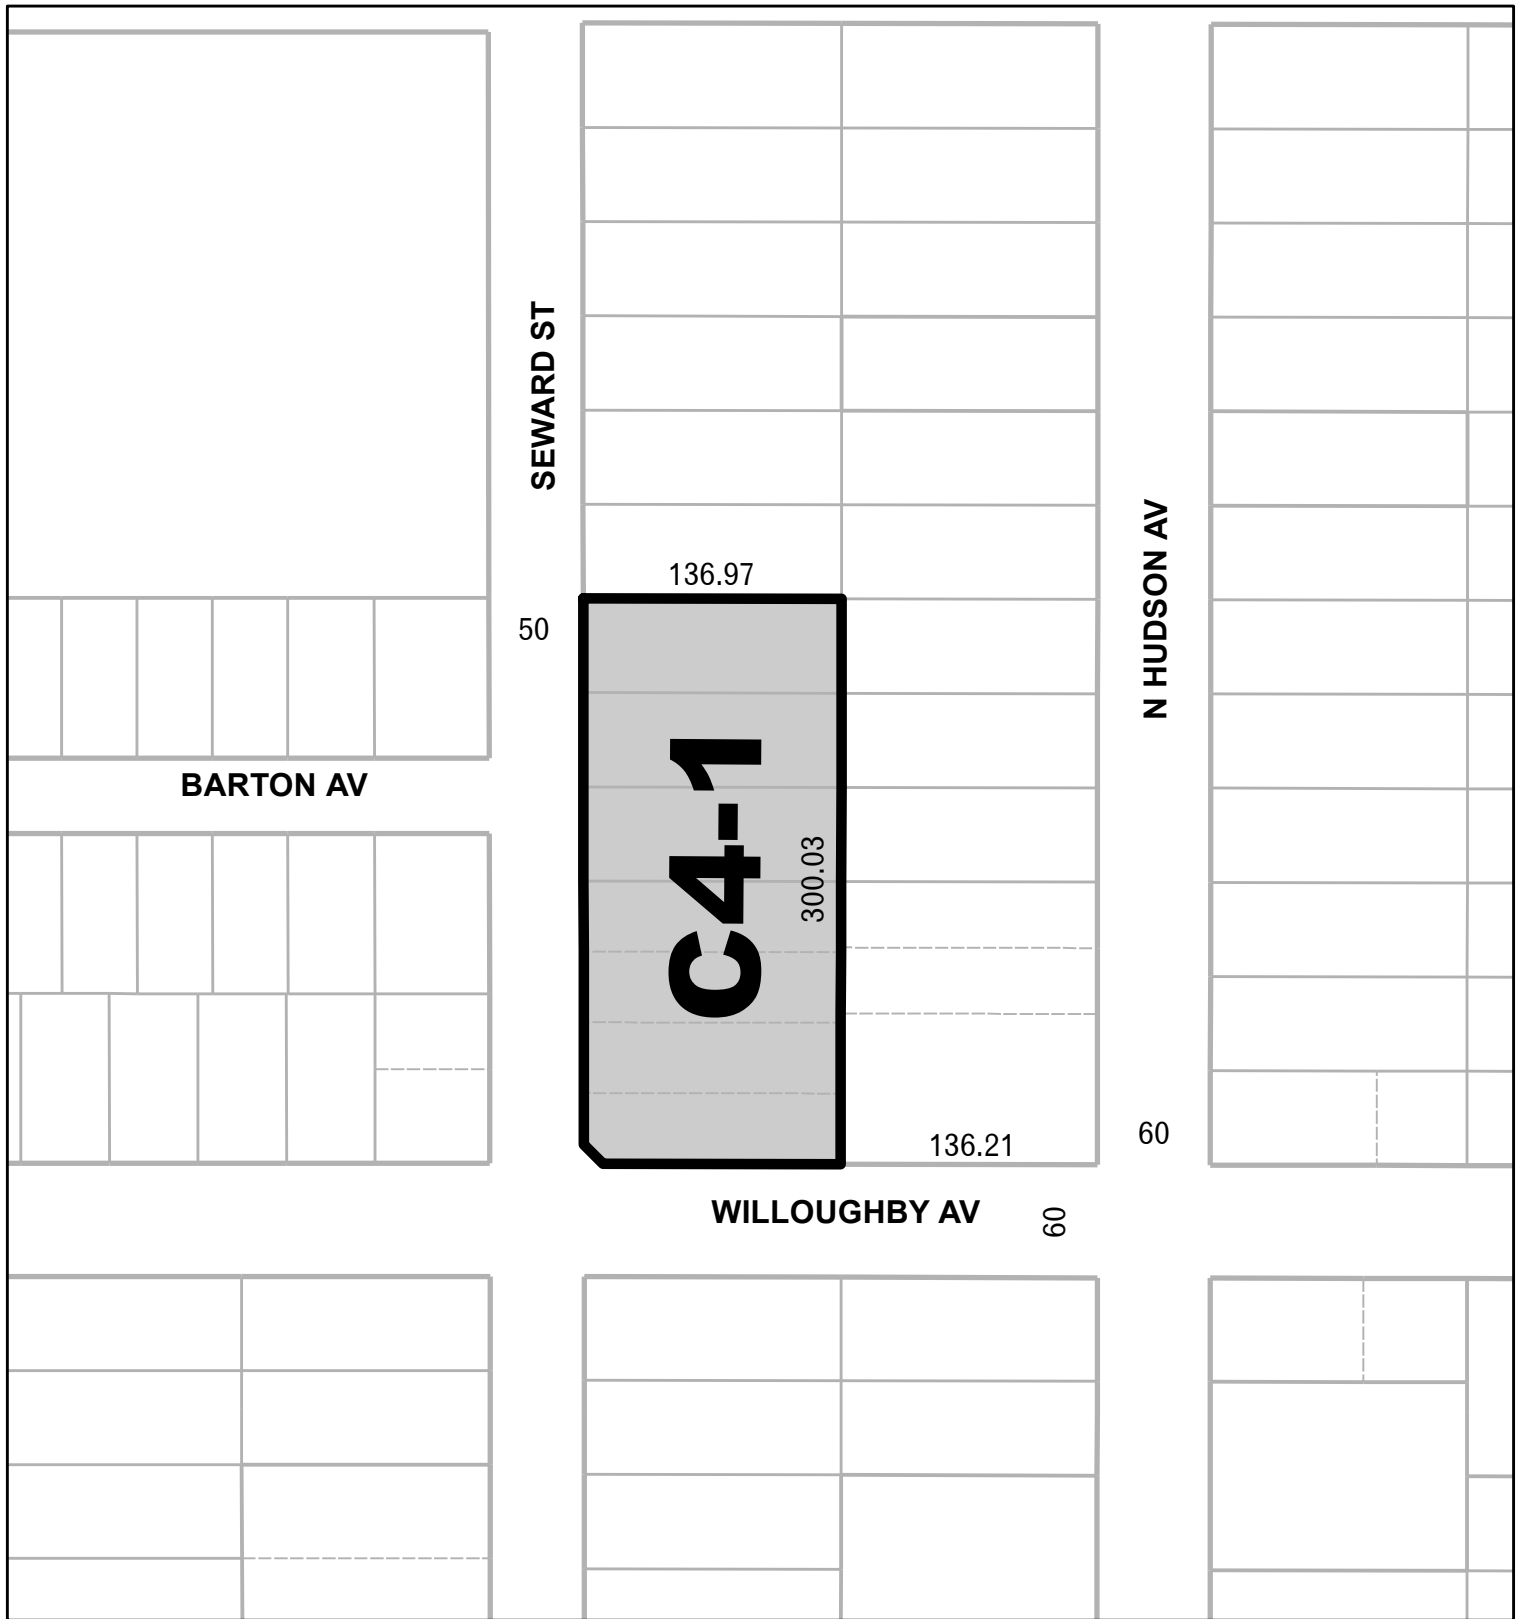 SEWARD ST
N HUDSON AV
136.97
50
BARTON AV
C4-1
300.03
136.21
60
WILLOUGHBY AV
60